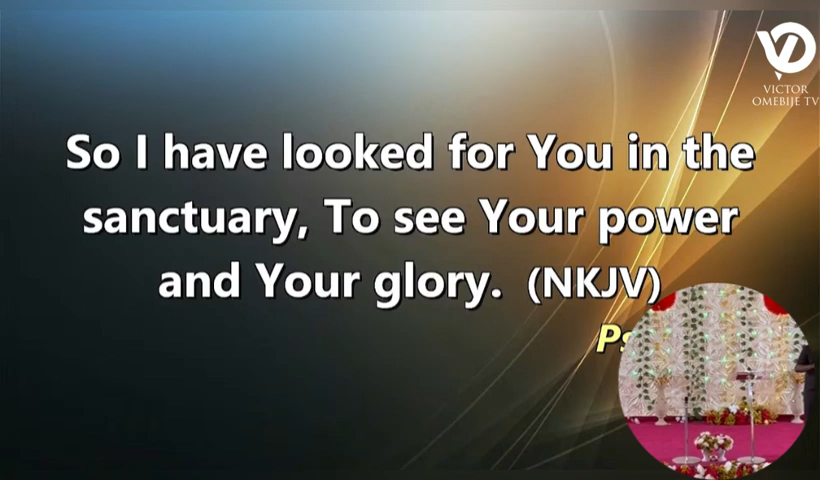 VICTOR
OMEBIJE TV
So I have looked for You in the
sanctuary, To see Your power
and Your glory. (NKJV)